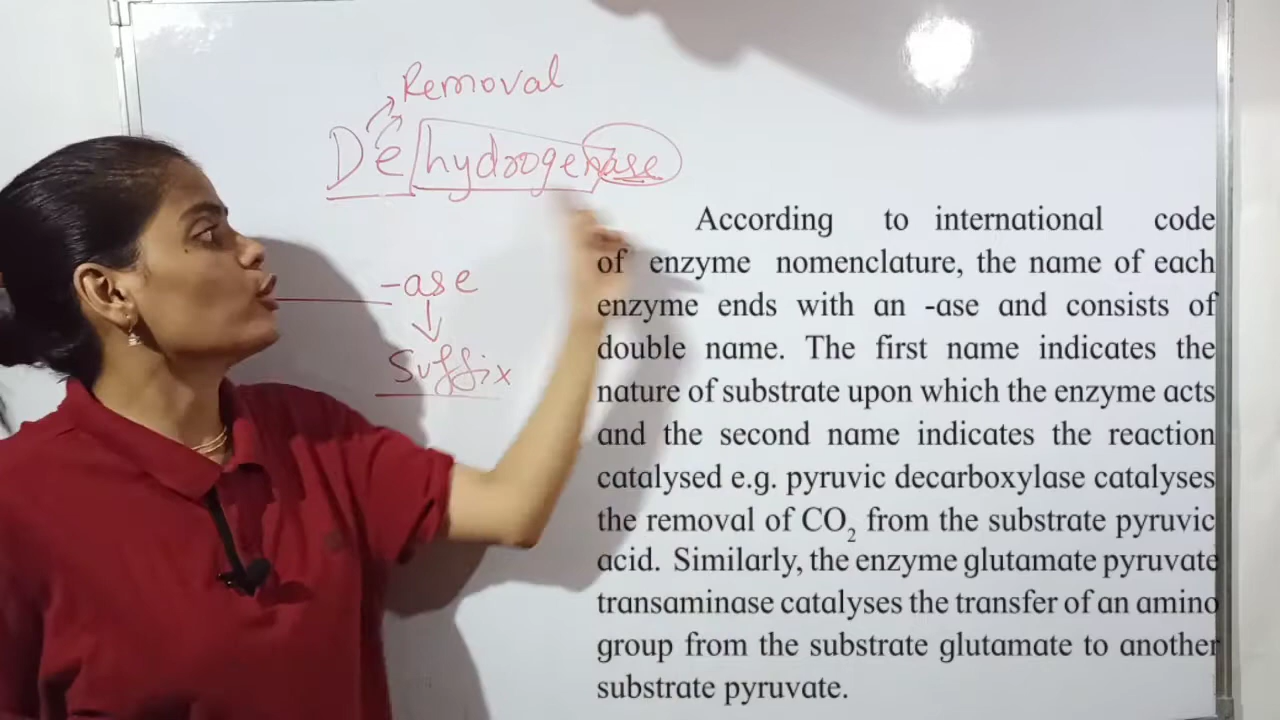 Removal
Dehydrogenase
-ase
Suffix
According to international code
of enzyme nomenclature, the name of each
enzyme ends with an -ase and consists of
double name. The first name indicates the
nature of substrate upon which the enzyme acts
and the second name indicates the reaction
catalysed e.g. pyruvic decarboxylase catalyses
the removal of CO₂ from the substrate pyruvic
acid. Similarly, the enzyme glutamate pyruvate
transaminase catalyses the transfer of an amino
group from the substrate glutamate to another
substrate pyruvate.